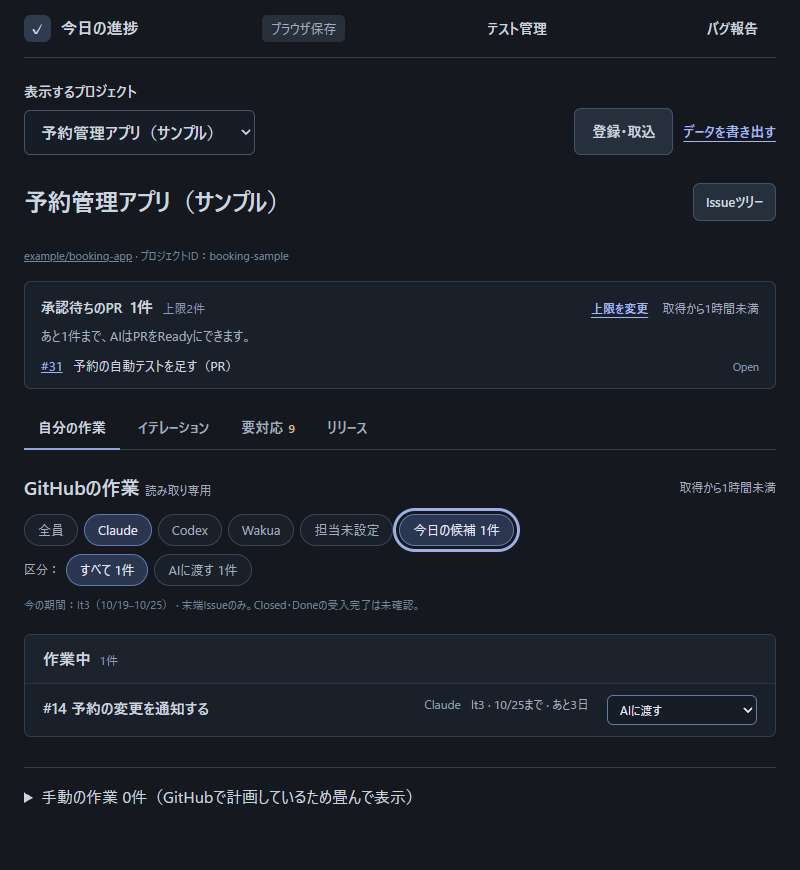 今日の進捗 ブラウザ保存 テスト管理 バグ報告
表示するプロジェクト
予約管理アプリ（サンプル） 登録・取込 データを書き出す
予約管理アプリ（サンプル） Issueツリー
example/booking-app · プロジェクトID：booking-sample
承認待ちのPR 1件 上限2件 上限を変更 取得から1時間未満
あと1件まで、AIはPRをReadyにできます。
#31 予約の自動テストを足す（PR） Open
自分の作業 イテレーション 要対応 9 リリース
GitHubの作業 読み取り専用 取得から1時間未満
全員 Claude Codex Wakua 担当未設定 今日の候補 1件
区分： すべて 1件 AIに渡す 1件
今の期間：It3（10/19–10/25） · 末端Issueのみ。Closed・Doneの受入完了は未確認。
作業中 1件
#14 予約の変更を通知する Claude It3 · 10/25まで · あと3日 AIに渡す
▶ 手動の作業 0件（GitHubで計画しているため畳んで表示）